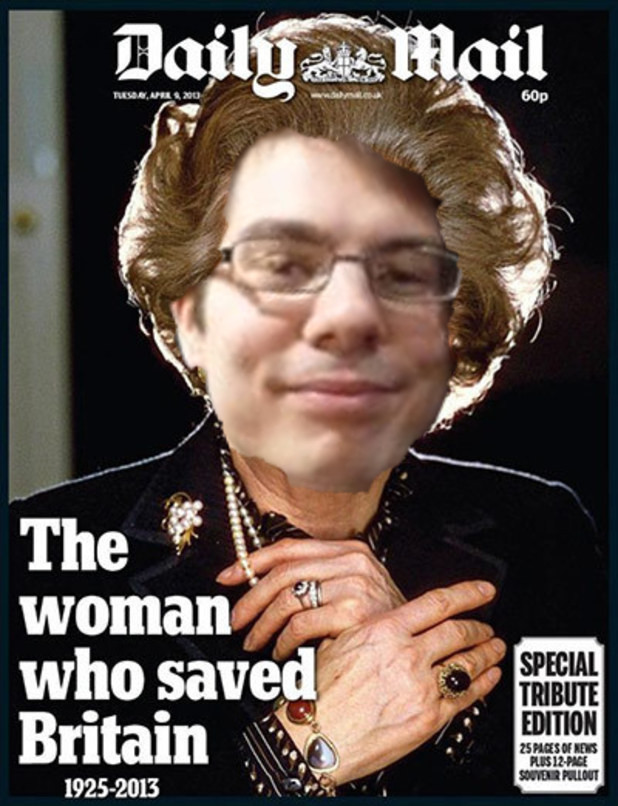 Daily Mail
TUESDAY, APRIL 9, 2013
www.dailymail.co.uk
60p
The
woman
who saved
Britain
1925-2013
SPECIAL
TRIBUTE
EDITION
25 PAGES OF NEWS
PLUS 12-PAGE
SOUVENIR PULLOUT